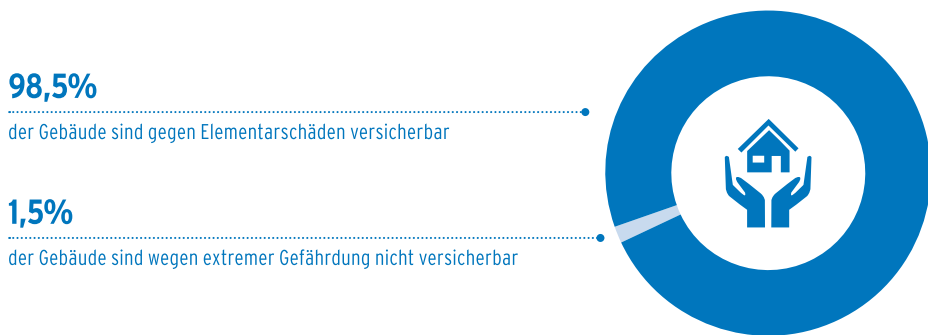 98,5%
der Gebäude sind gegen Elementarschäden versicherbar
1,5%
der Gebäude sind wegen extremer Gefährdung nicht versicherbar